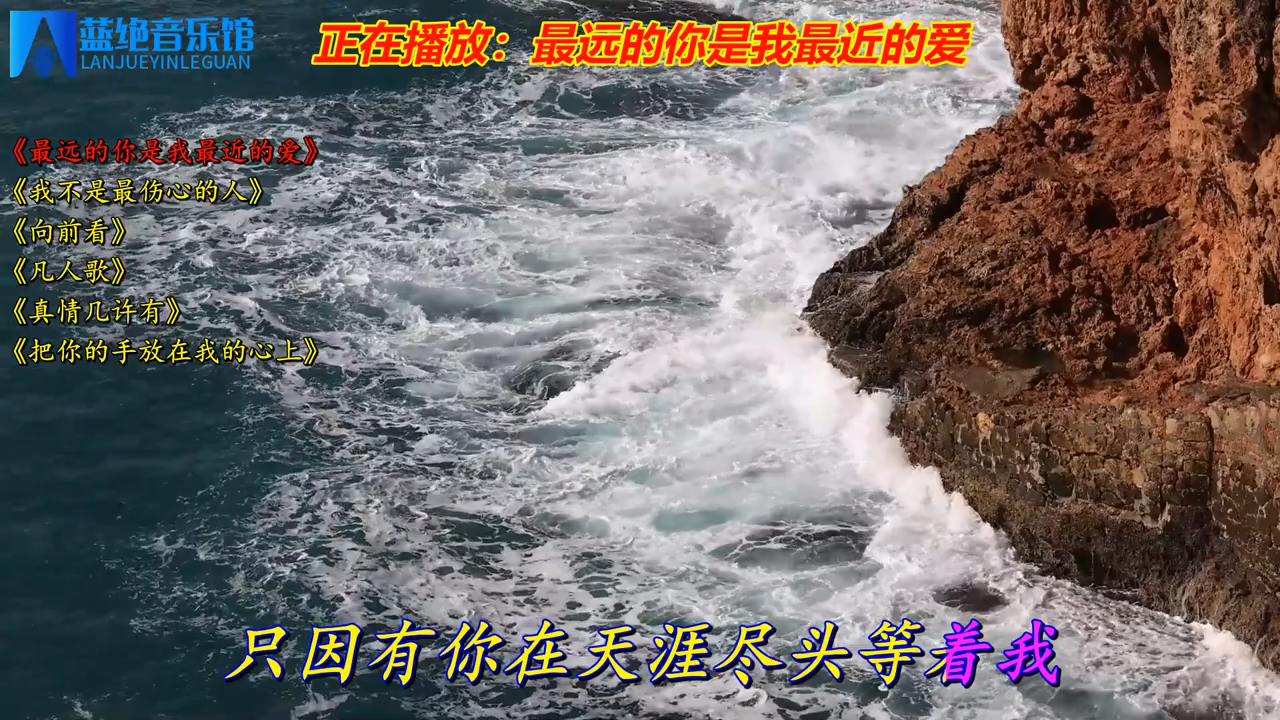 蓝绝音乐馆
LANJUEYINLEGUAN
正在播放：最远的你是我最近的爱
《最远的你是我最近的爱》
《我不是最伤心的人》
《向前看》
《凡人歌》
《真情几许有》
《把你的手放在我的心上》
只因有你在天涯尽头等着我